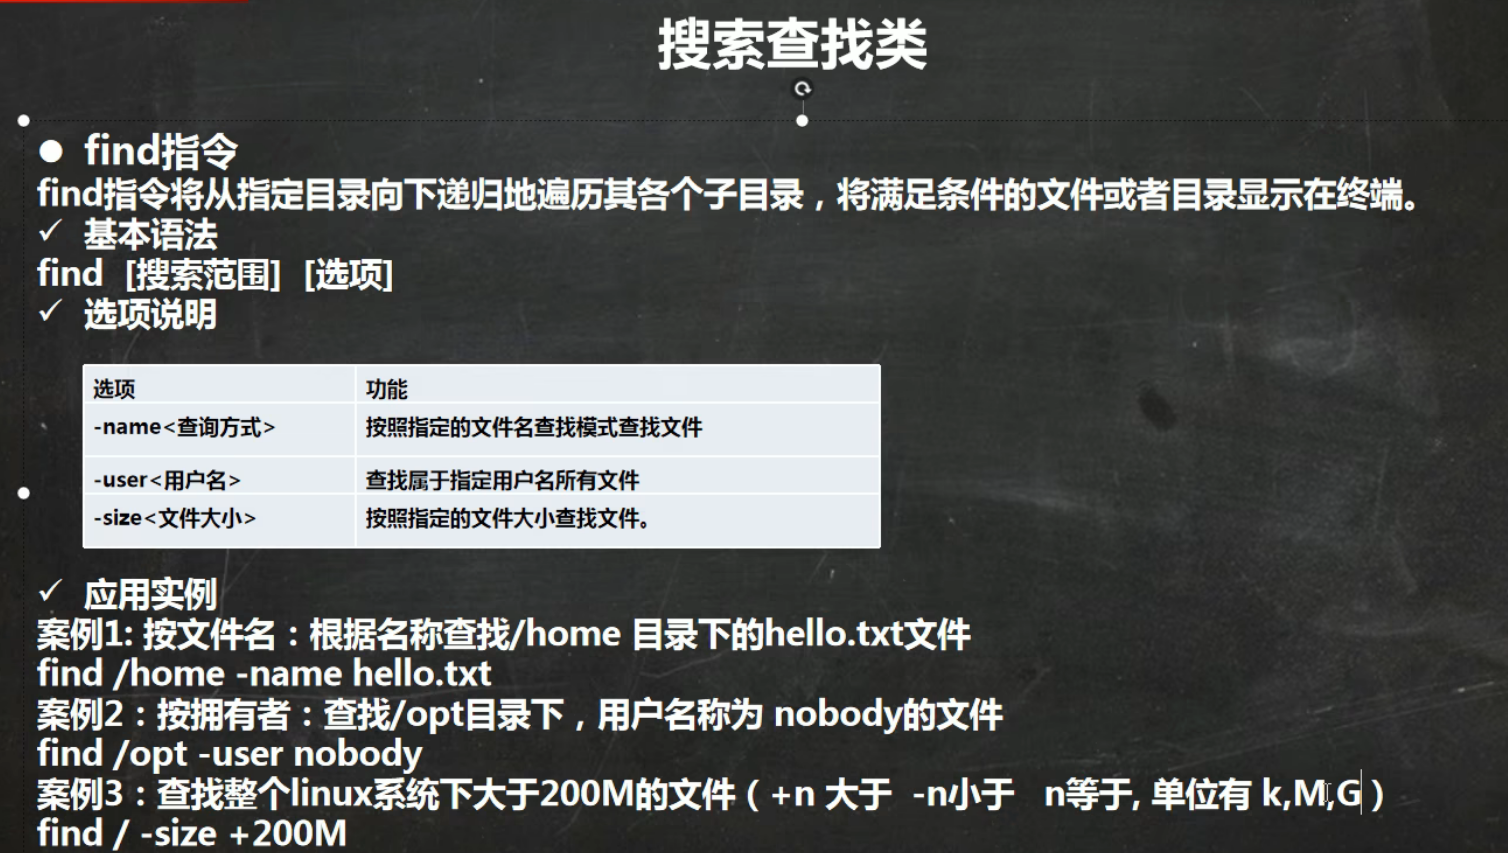 搜索查找类
● find指令
find指令将从指定目录向下递归地遍历其各个子目录，将满足条件的文件或者目录显示在终端。
✓ 基本语法
find [搜索范围] [选项]
✓ 选项说明
选项 功能
-name<查询方式> 按照指定的文件名查找模式查找文件
-user<用户名> 查找属于指定用户名所有文件
-size<文件大小> 按照指定的文件大小查找文件。
✓ 应用实例
案例1: 按文件名：根据名称查找/home 目录下的hello.txt文件
find /home -name hello.txt
案例2：按拥有者：查找/opt目录下，用户名称为 nobody的文件
find /opt -user nobody
案例3：查找整个linux系统下大于200M的文件（+n 大于 -n小于 n等于, 单位有 k,M,G）
find / -size +200M